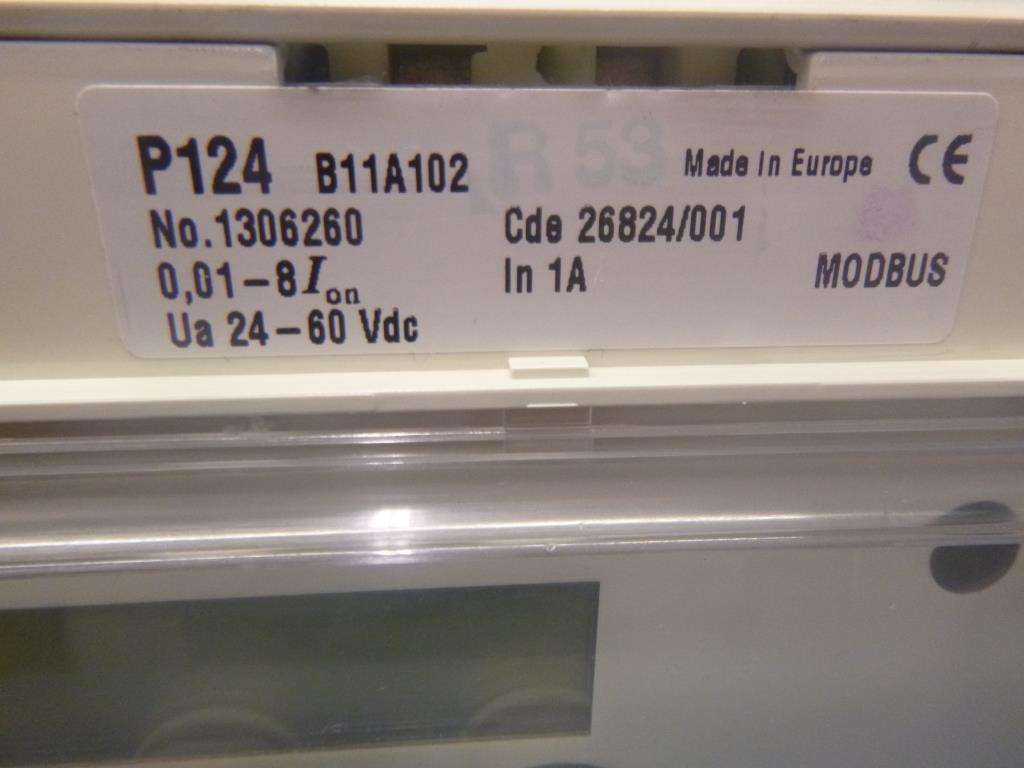 P124 B11A102 R 53 Made In Europe CE
No.1306260 Cde 26824/001
0,01-8Ion In 1A MODBUS
Ua 24-60 Vdc